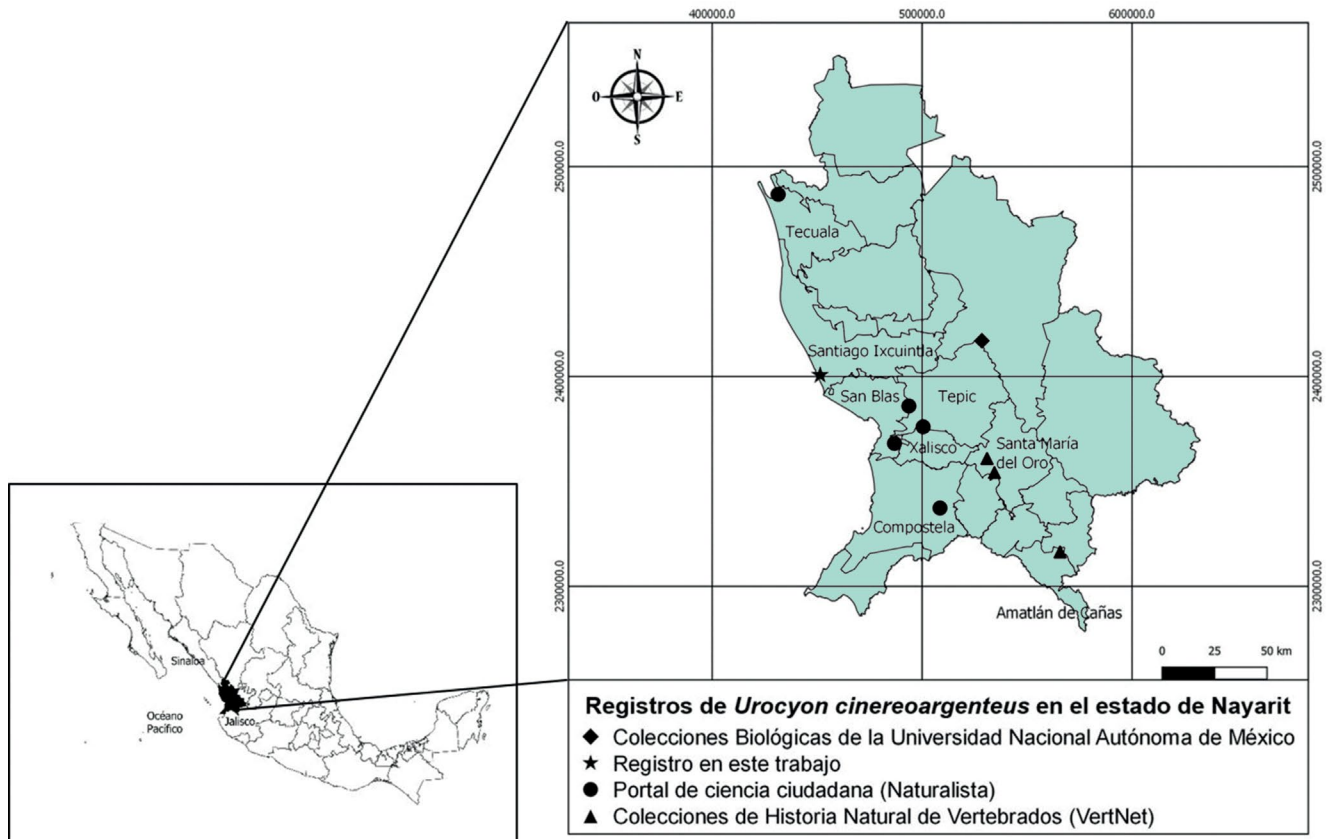 400000.0
500000.0
600000.0
N
O
E
S
2500000.0
2500000.0
Tecuala
Santiago Ixcuintla
2400000.0
2400000.0
San Blas
Tepic
Xalisco
Santa María
del Oro
Compostela
2300000.0
2300000.0
Amatlán de Cañas
0
25
50 km
Sinaloa
Océano
Pacífico
Jalisco
Registros de Urocyon cinereoargenteus en el estado de Nayarit
Colecciones Biológicas de la Universidad Nacional Autónoma de México
Registro en este trabajo
Portal de ciencia ciudadana (Naturalista)
Colecciones de Historia Natural de Vertebrados (VertNet)